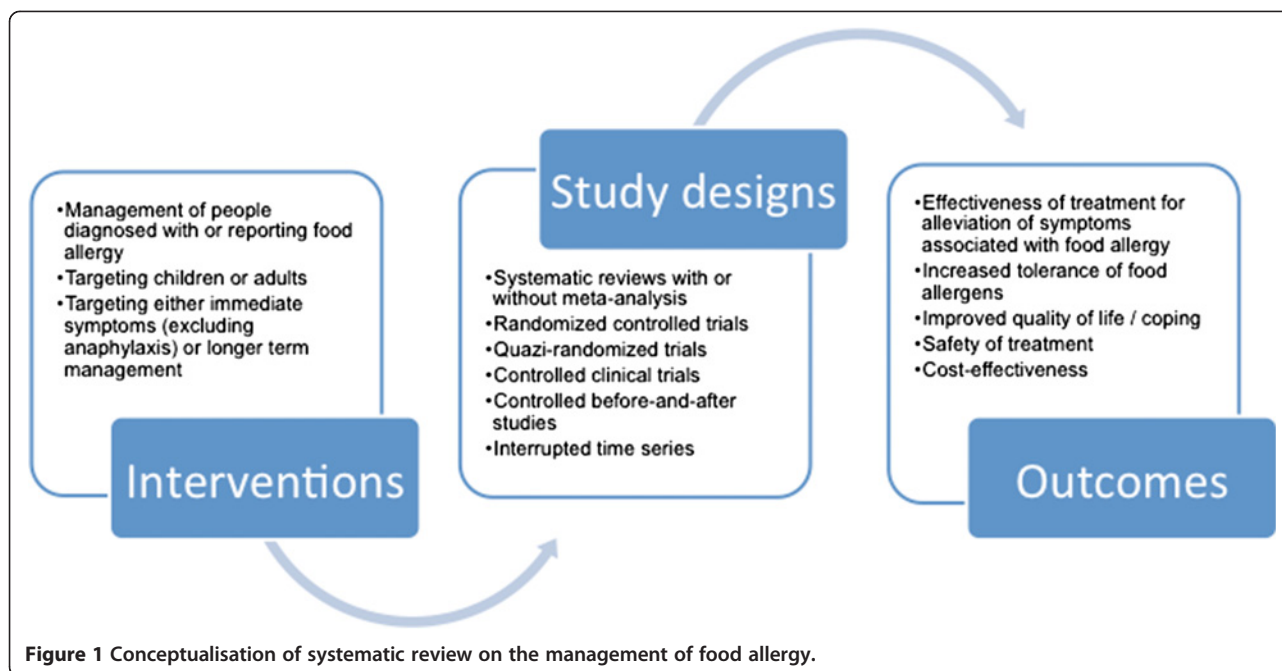 •Management of people
diagnosed with or reporting food
allergy
•Targeting children or adults
•Targeting either immediate
symptoms (excluding
anaphylaxis) or longer term
management
Interventions
Study designs
•Systematic reviews with or
without meta-analysis
•Randomized controlled trials
•Quazi-randomized trials
•Controlled clinical trials
•Controlled before-and-after
studies
•Interrupted time series
•Effectiveness of treatment for
alleviation of symptoms
associated with food allergy
•Increased tolerance of food
allergens
•Improved quality of life / coping
•Safety of treatment
•Cost-effectiveness
Outcomes
Figure 1 Conceptualisation of systematic review on the management of food allergy.